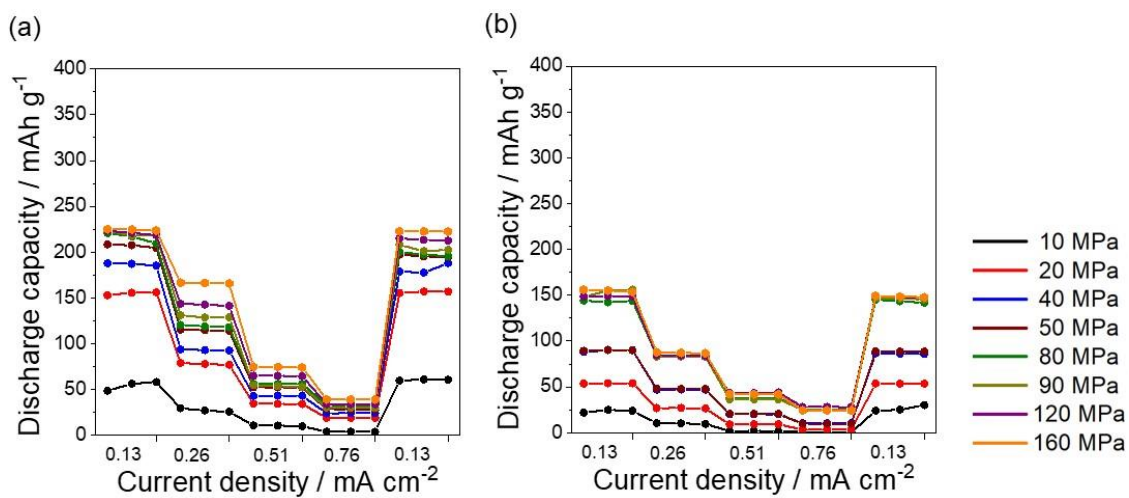 (a)
400
350
300
250
200
150
100
50
0
Discharge capacity / mAh g⁻¹
0.13 0.26 0.51 0.76 0.13
Current density / mA cm⁻²
(b)
400
350
300
250
200
150
100
50
0
Discharge capacity / mAh g⁻¹
0.13 0.26 0.51 0.76 0.13
Current density / mA cm⁻²
10 MPa
20 MPa
40 MPa
50 MPa
80 MPa
90 MPa
120 MPa
160 MPa